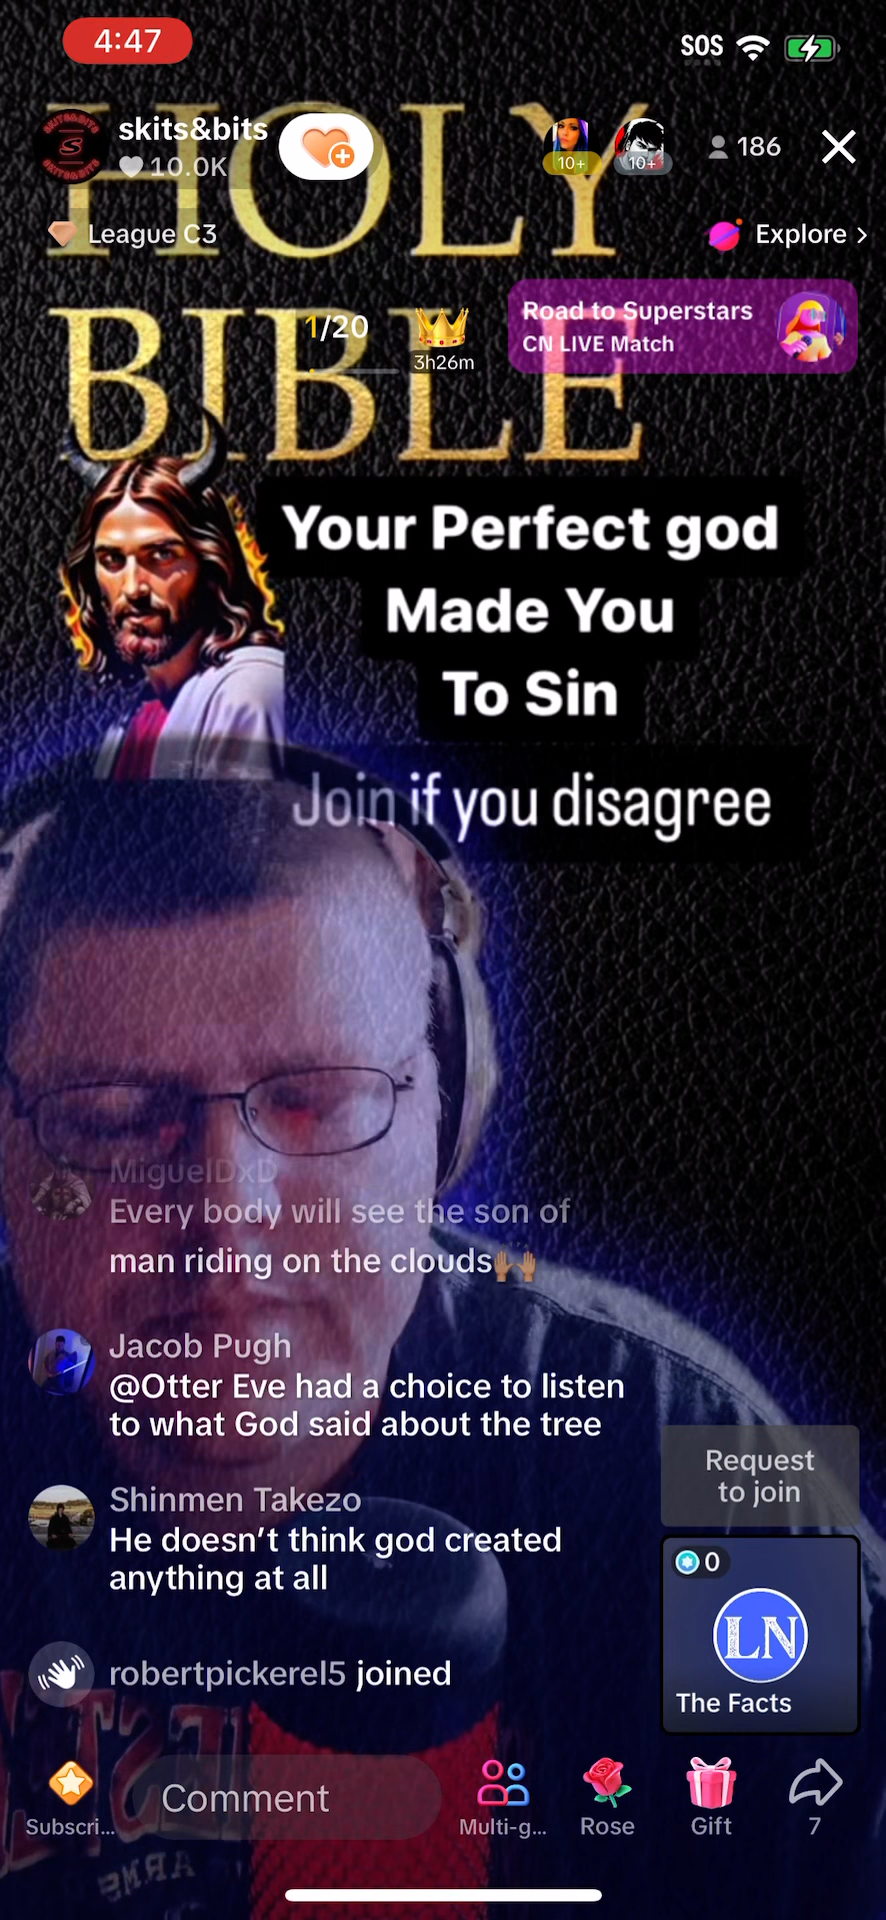 4:47
SOS
HOLY
BIBLE
skits&bits
10.0K
10+
10+
186
League C3
Explore >
1/20
3h26m
Road to Superstars
CN LIVE Match
Your Perfect god
Made You
To Sin
Join if you disagree
MiguelDxD
Every body will see the son of
man riding on the clouds🙌🏽
Jacob Pugh
@Otter Eve had a choice to listen
to what God said about the tree
Shinmen Takezo
He doesn't think god created
anything at all
robertpickerel5 joined
Request
to join
0
LN
The Facts
Subscri...
Comment
Multi-g...
Rose
Gift
7